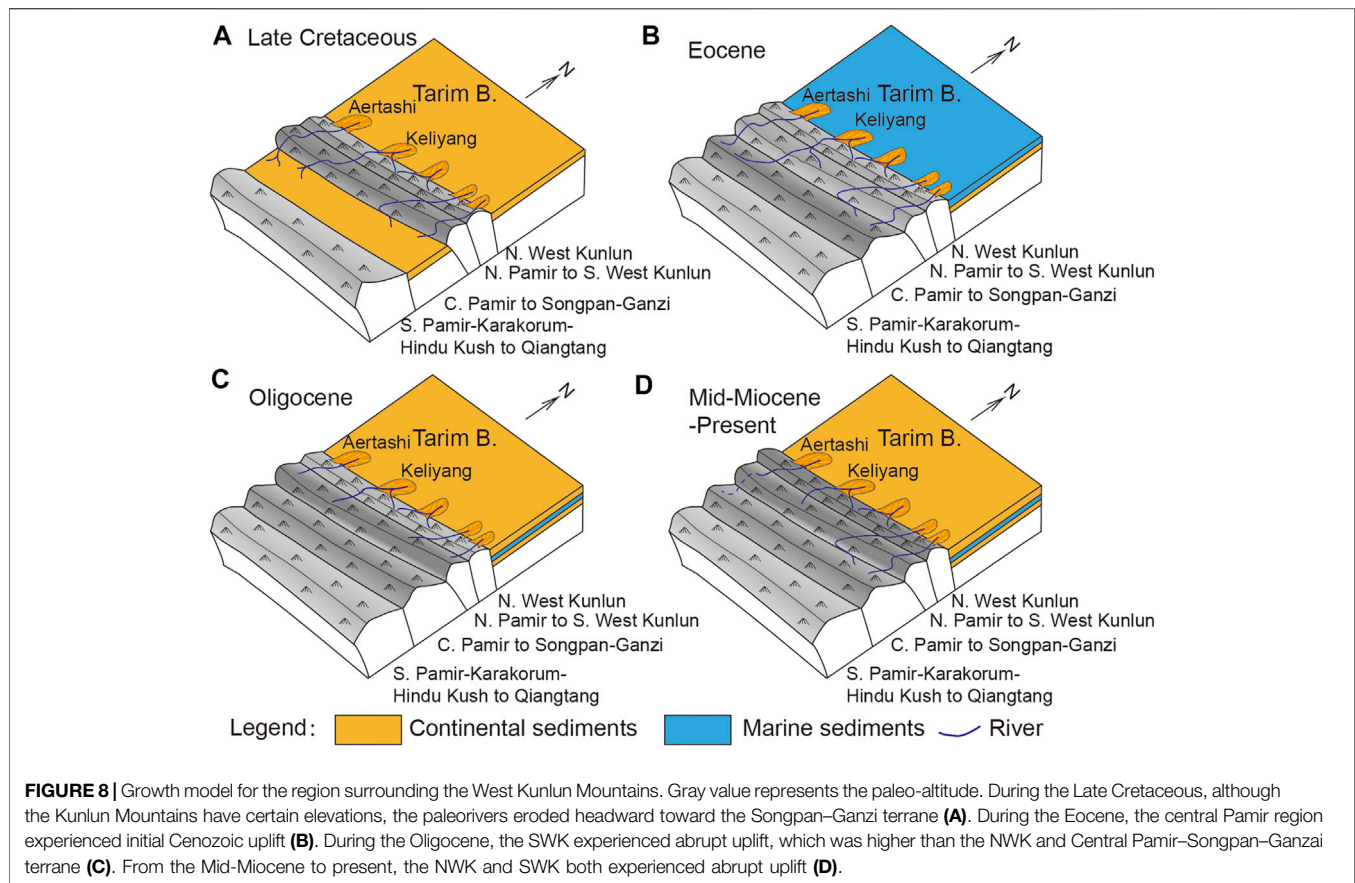 A Late Cretaceous
N
Tarim B.
Aertashi
Keliyang
N. West Kunlun
N. Pamir to S. West Kunlun
C. Pamir to Songpan-Ganzi
S. Pamir-Karakorum-
Hindu Kush to Qiangtang
B Eocene
N
Aertashi Tarim B.
Keliyang
N. West Kunlun
N. Pamir to S. West Kunlun
C. Pamir to Songpan-Ganzi
S. Pamir-Karakorum-
Hindu Kush to Qiangtang
C Oligocene
N
Aertashi Tarim B.
Keliyang
N. West Kunlun
N. Pamir to S. West Kunlun
C. Pamir to Songpan-Ganzi
S. Pamir-Karakorum-
Hindu Kush to Qiangtang
D Mid-Miocene
-Present
N
Aertashi Tarim B.
Keliyang
N. West Kunlun
N. Pamir to S. West Kunlun
C. Pamir to Songpan-Ganzi
S. Pamir-Karakorum-
Hindu Kush to Qiangtang
Legend: Continental sediments Marine sediments River
FIGURE 8 | Growth model for the region surrounding the West Kunlun Mountains. Gray value represents the paleo-altitude. During the Late Cretaceous, although
the Kunlun Mountains have certain elevations, the paleorivers eroded headward toward the Songpan–Ganzi terrane (A). During the Eocene, the central Pamir region
experienced initial Cenozoic uplift (B). During the Oligocene, the SWK experienced abrupt uplift, which was higher than the NWK and Central Pamir–Songpan–Ganzai
terrane (C). From the Mid-Miocene to present, the NWK and SWK both experienced abrupt uplift (D).